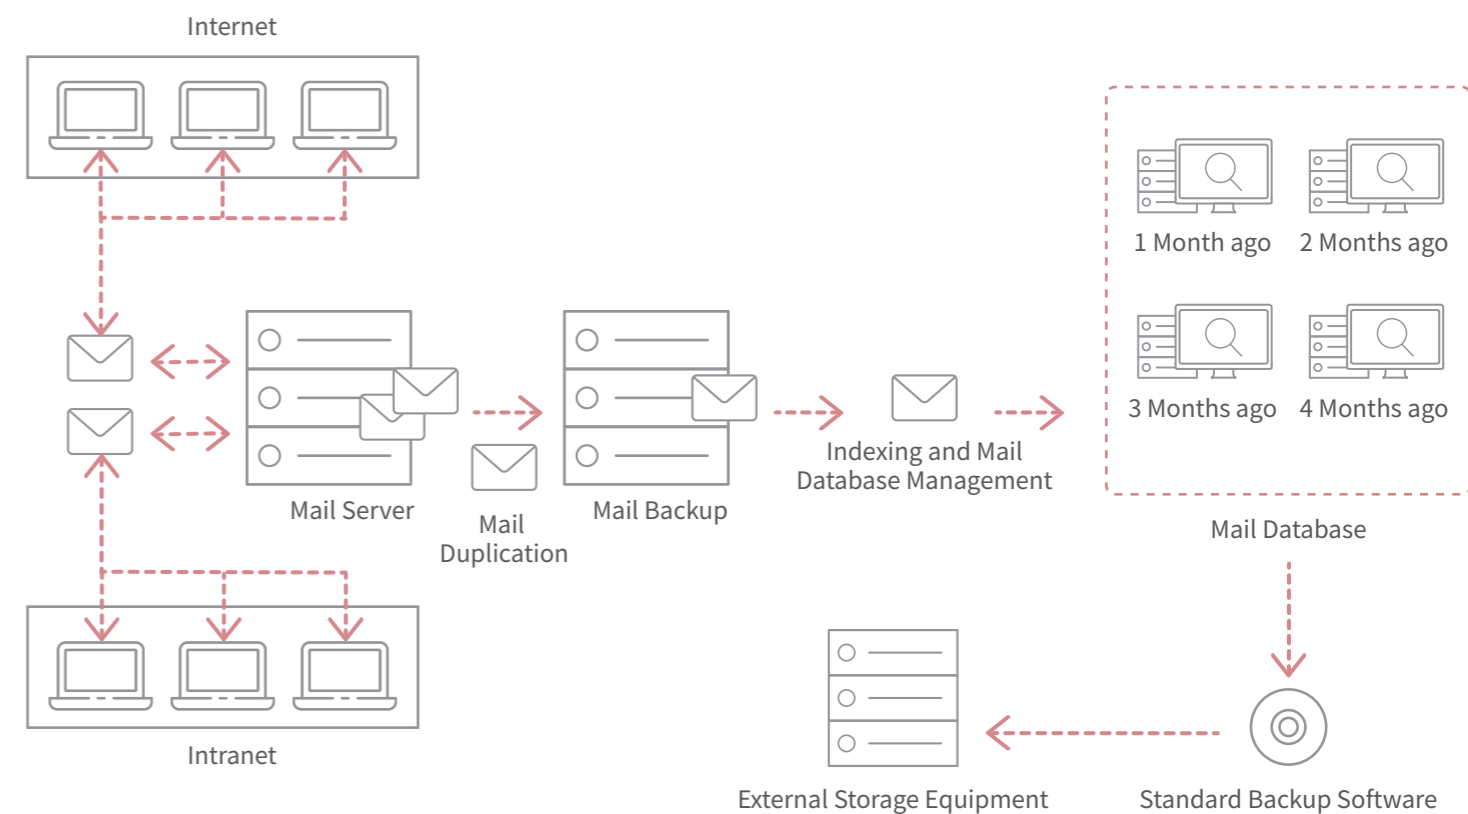 Internet
1 Month ago
2 Months ago
3 Months ago
4 Months ago
Indexing and Mail
Database Management
Mail Server
Mail Backup
Mail
Duplication
Mail Database
Intranet
External Storage Equipment
Standard Backup Software